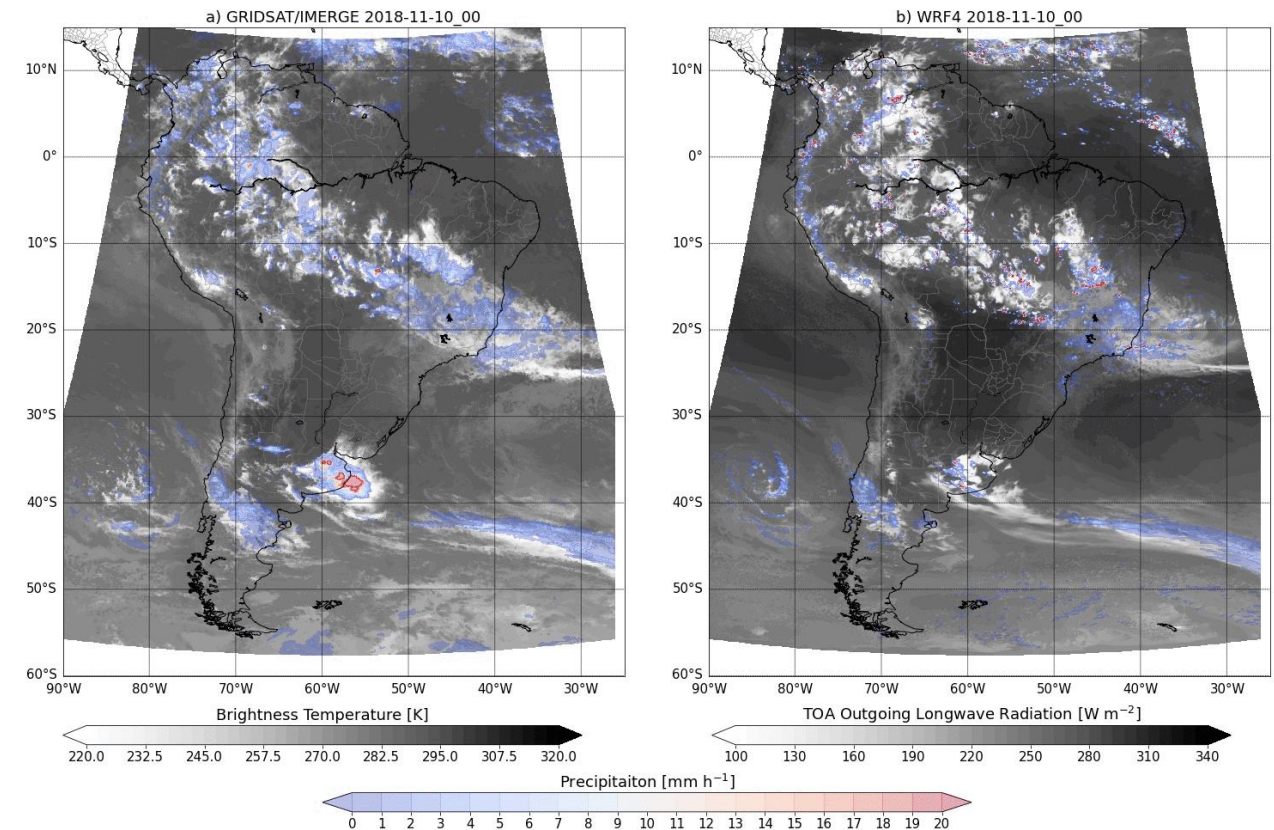 a) GRIDSAT/IMERGE 2018-11-10_00
b) WRF4 2018-11-10_00
10°N
0°
10°S
20°S
30°S
40°S
50°S
60°S
10°N
0°
10°S
20°S
30°S
40°S
50°S
60°S
90°W 80°W 70°W 60°W 50°W 40°W 30°W
90°W 80°W 70°W 60°W 50°W 40°W 30°W
Brightness Temperature [K]
220.0 232.5 245.0 257.5 270.0 282.5 295.0 307.5 320.0
TOA Outgoing Longwave Radiation [W m⁻²]
100 130 160 190 220 250 280 310 340
Precipitaiton [mm h⁻¹]
0 1 2 3 4 5 6 7 8 9 10 11 12 13 14 15 16 17 18 19 20